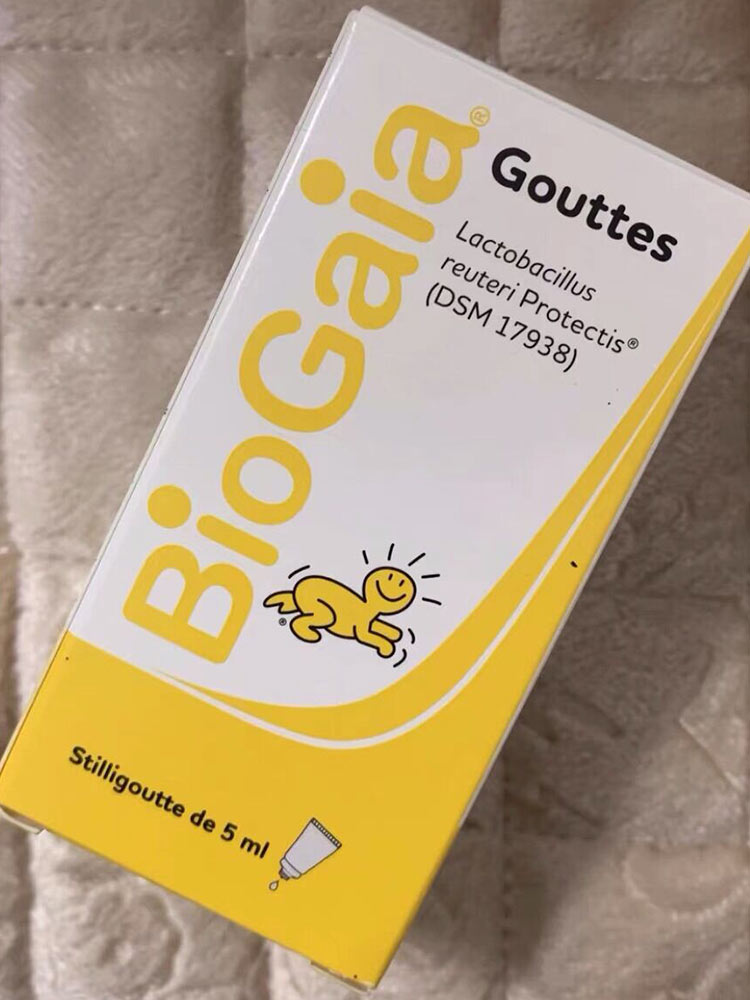 BioGaia®
Gouttes
Lactobacillus
reuteri Protectis®
(DSM 17938)
®
Stilligoutte de 5 ml